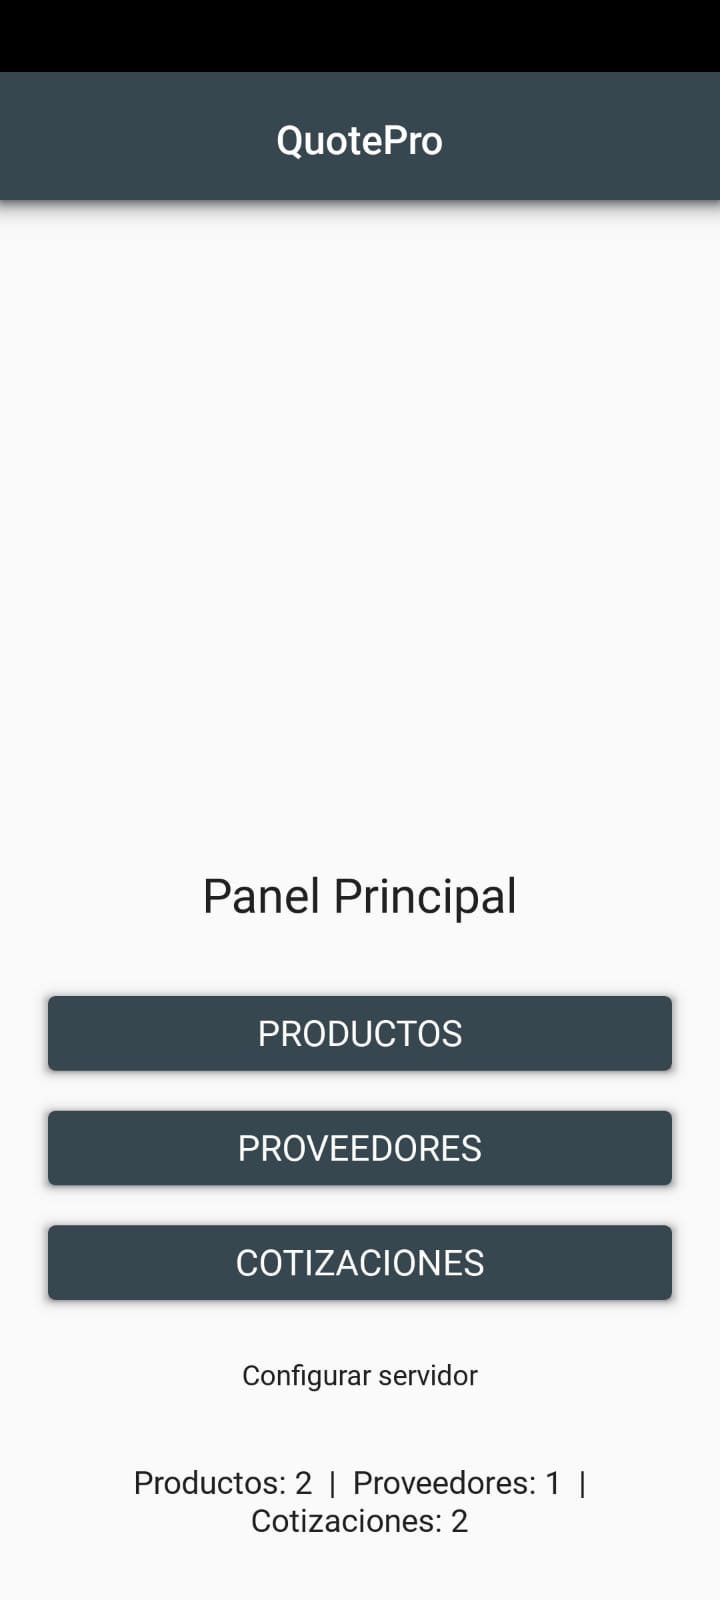 QuotePro
Panel Principal
PRODUCTOS
PROVEEDORES
COTIZACIONES
Configurar servidor
Productos: 2 | Proveedores: 1 |
Cotizaciones: 2